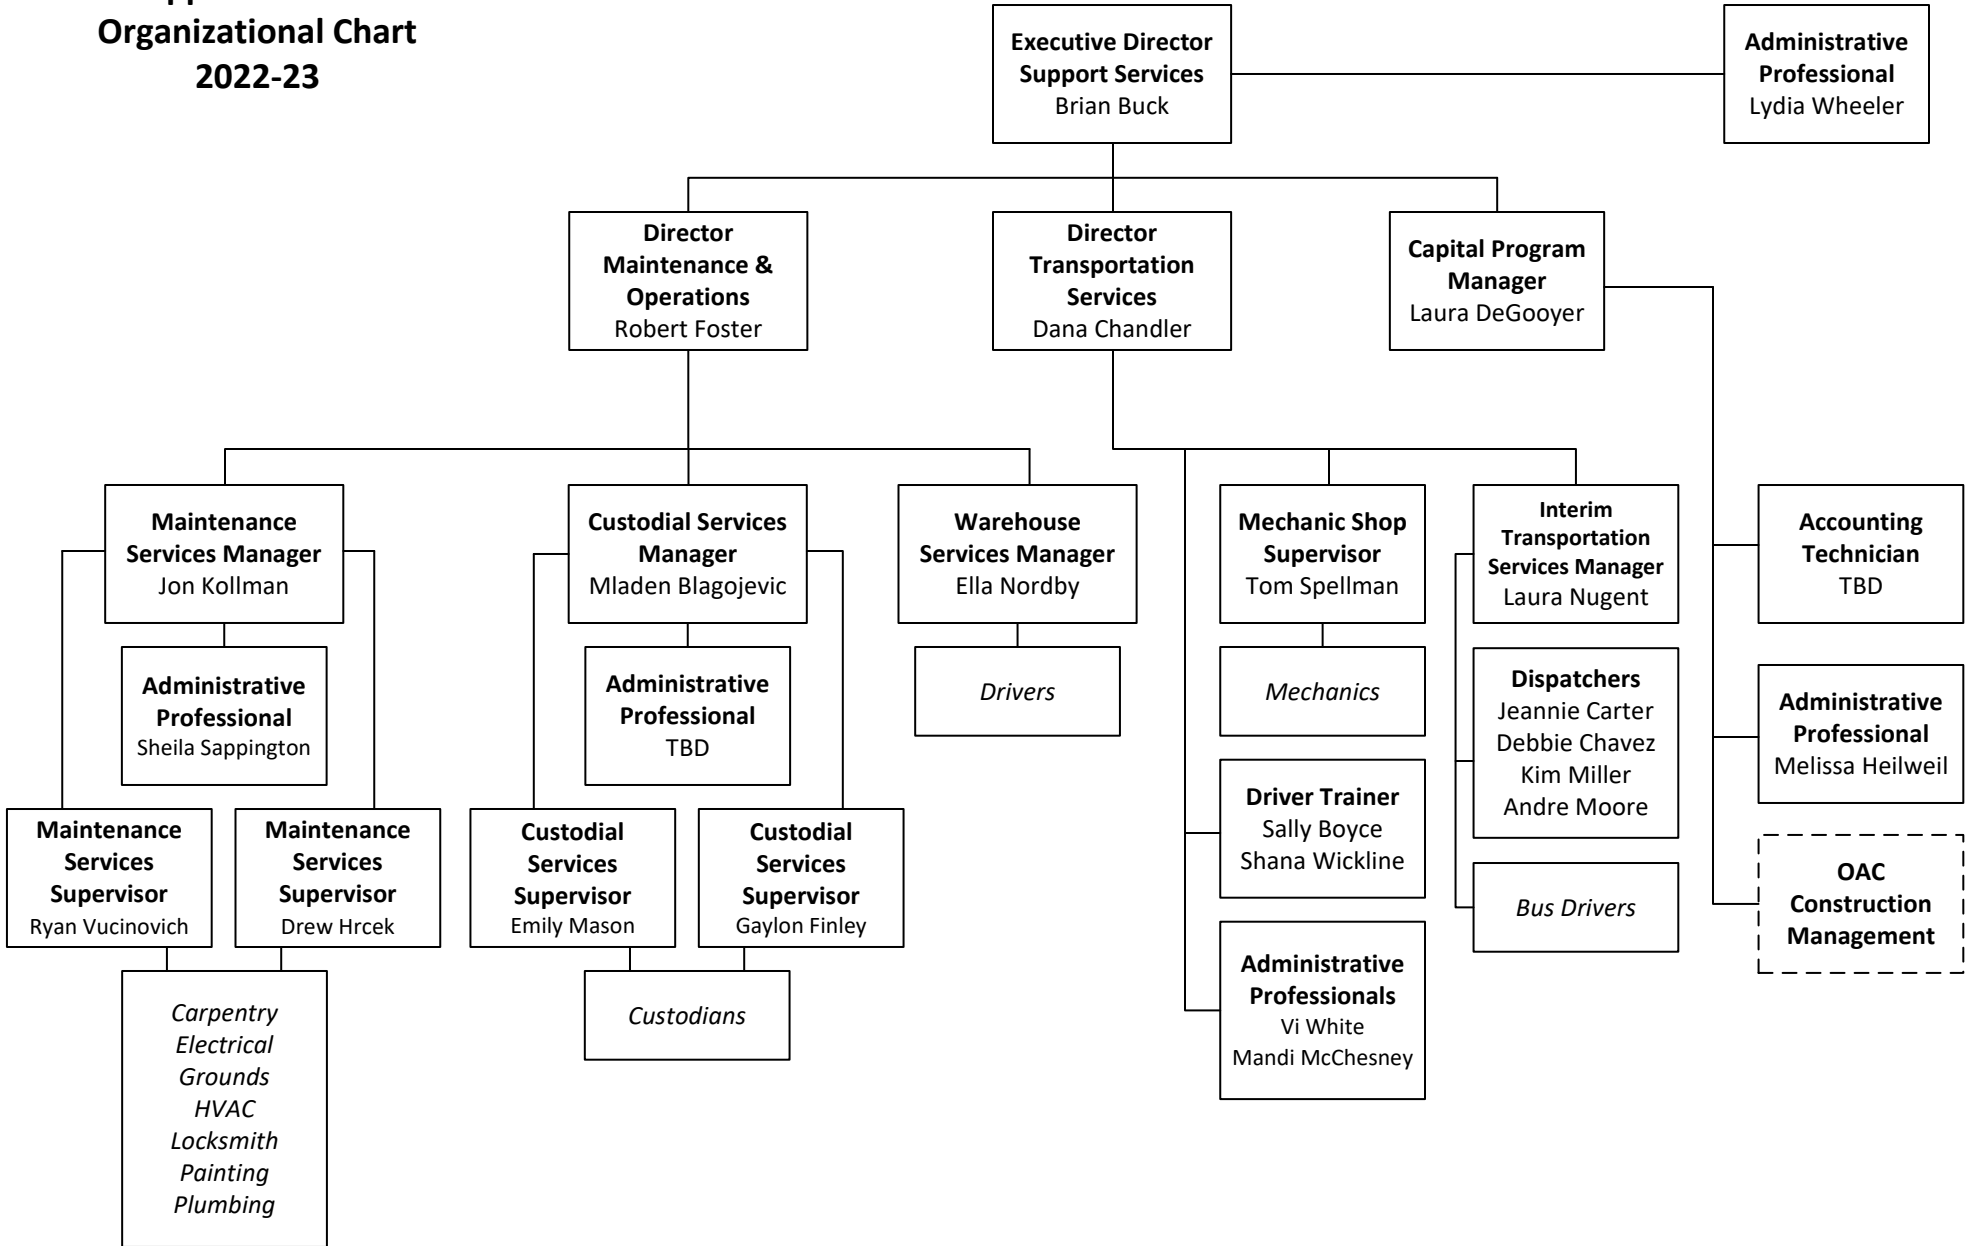 Organizational Chart
2022-23
Executive Director
Support Services
Brian Buck
Administrative
Professional
Lydia Wheeler
Director
Maintenance &
Operations
Robert Foster
Director
Transportation
Services
Dana Chandler
Capital Program
Manager
Laura DeGooyer
Maintenance
Services Manager
Jon Kollman
Custodial Services
Manager
Mladen Blagojevic
Warehouse
Services Manager
Ella Nordby
Mechanic Shop
Supervisor
Tom Spellman
Interim
Transportation
Services Manager
Laura Nugent
Accounting
Technician
TBD
Administrative
Professional
Sheila Sappington
Administrative
Professional
TBD
Drivers
Mechanics
Dispatchers
Jeannie Carter
Debbie Chavez
Kim Miller
Andre Moore
Administrative
Professional
Melissa Heilweil
Maintenance
Services
Supervisor
Ryan Vucinovich
Maintenance
Services
Supervisor
Drew Hrcek
Custodial
Services
Supervisor
Emily Mason
Custodial
Services
Supervisor
Gaylon Finley
Driver Trainer
Sally Boyce
Shana Wickline
Bus Drivers
OAC
Construction
Management
Carpentry
Electrical
Grounds
HVAC
Locksmith
Painting
Plumbing
Custodians
Administrative
Professionals
Vi White
Mandi McChesney